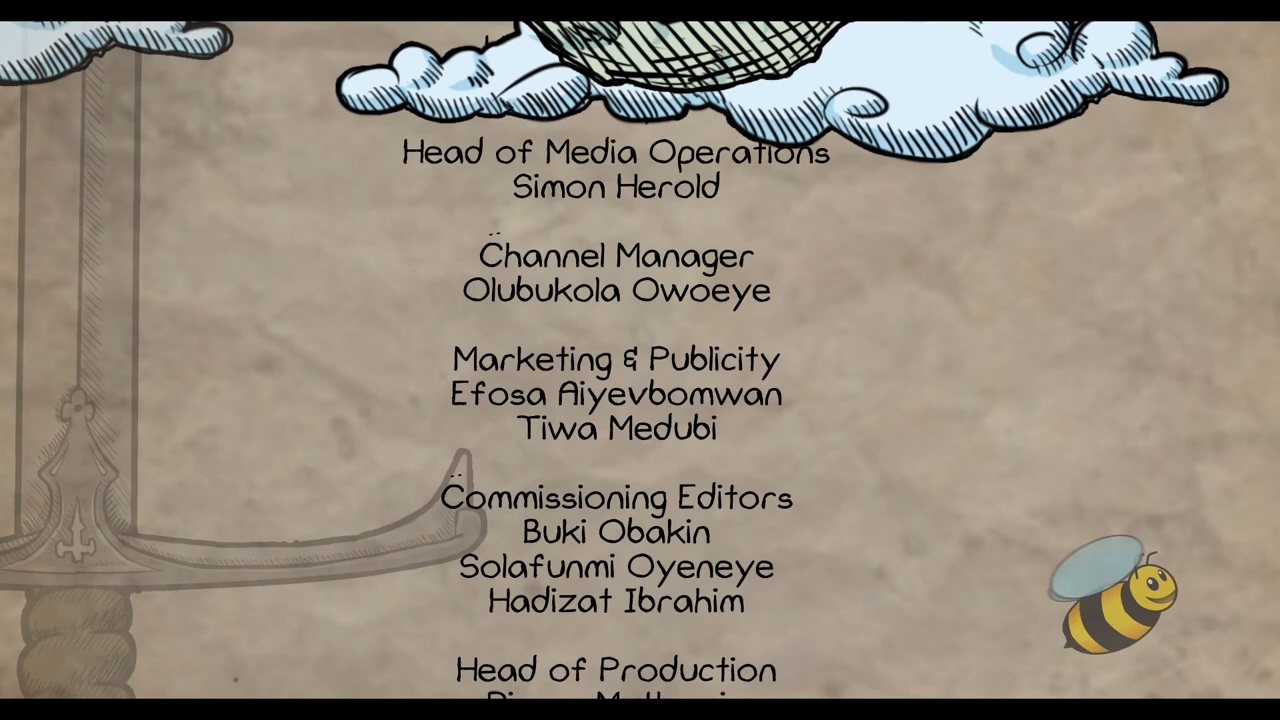 Head of Media Operations
Simon Herold
Channel Manager
Olubukola Owoeye
Marketing & Publicity
Efosa Aiyevbomwan
Tiwa Medubi
Commissioning Editors
Buki Obakin
Solafunmi Oyeneye
Hadizat Ibrahim
Head of Production